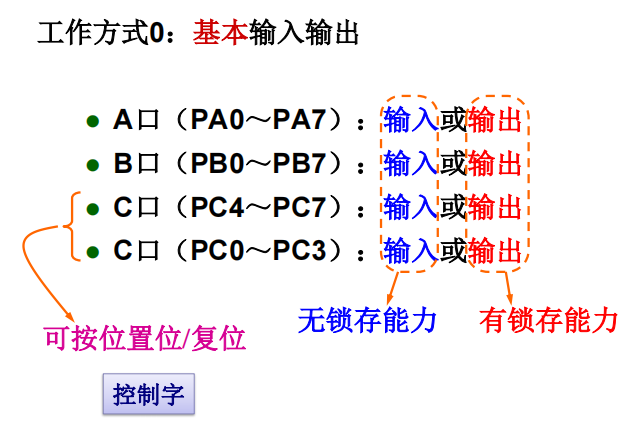 工作方式0：基本输入输出
● A口（PA0～PA7）：输入或输出
● B口（PB0～PB7）：输入或输出
● C口（PC4～PC7）：输入或输出
● C口（PC0～PC3）：输入或输出
无锁存能力 有锁存能力
可按位置位/复位
控制字